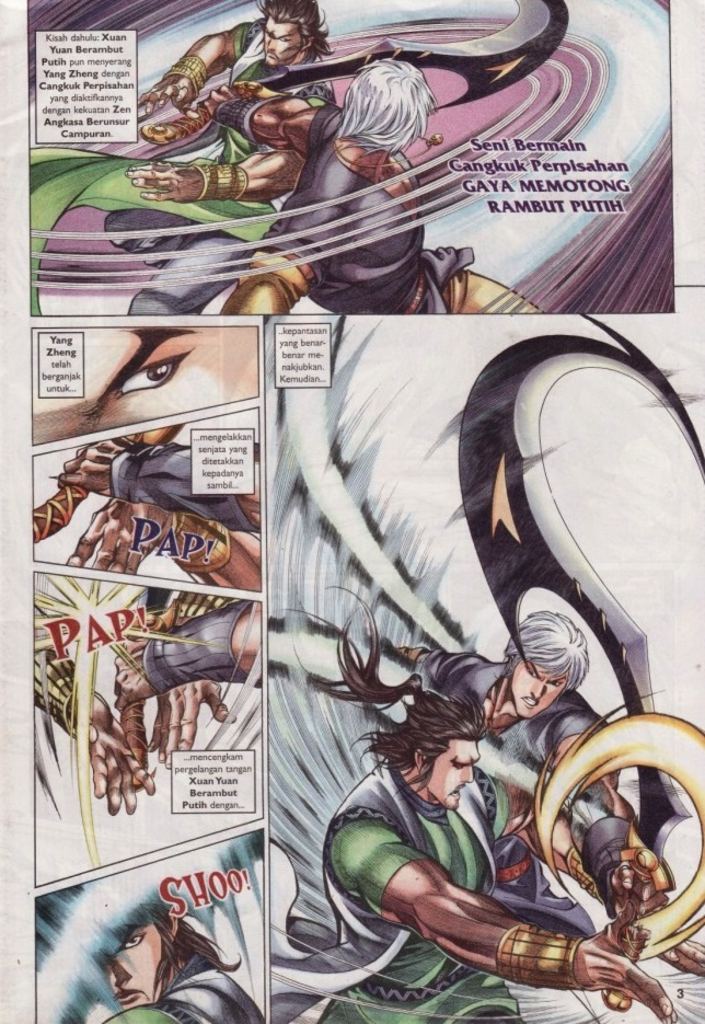 Kisah dahulu: Xuan
Yuan Berambut
Putih pun menyerang
Yang Zheng dengan
Cangkuk Perpisahan
yang diaktifkannya
dengan kekuatan Zen
Angkasa Berunsur
Campuran.
Seni Bermain
Cangkuk Perpisahan
GAYA MEMOTONG
RAMBUT PUTIH
Yang
Zheng
telah
berganjak
untuk...
...mengelakkan
senjata yang
ditetakkan
kepadanya
sambil...
PAP!
PAP!
...mencengkam
pergelangan tangan
Xuan Yuan
Berambut
Putih dengan...
SHOO!
..kepantasan
yang benar-
benar me-
nakjubkan.
Kemudian...
3